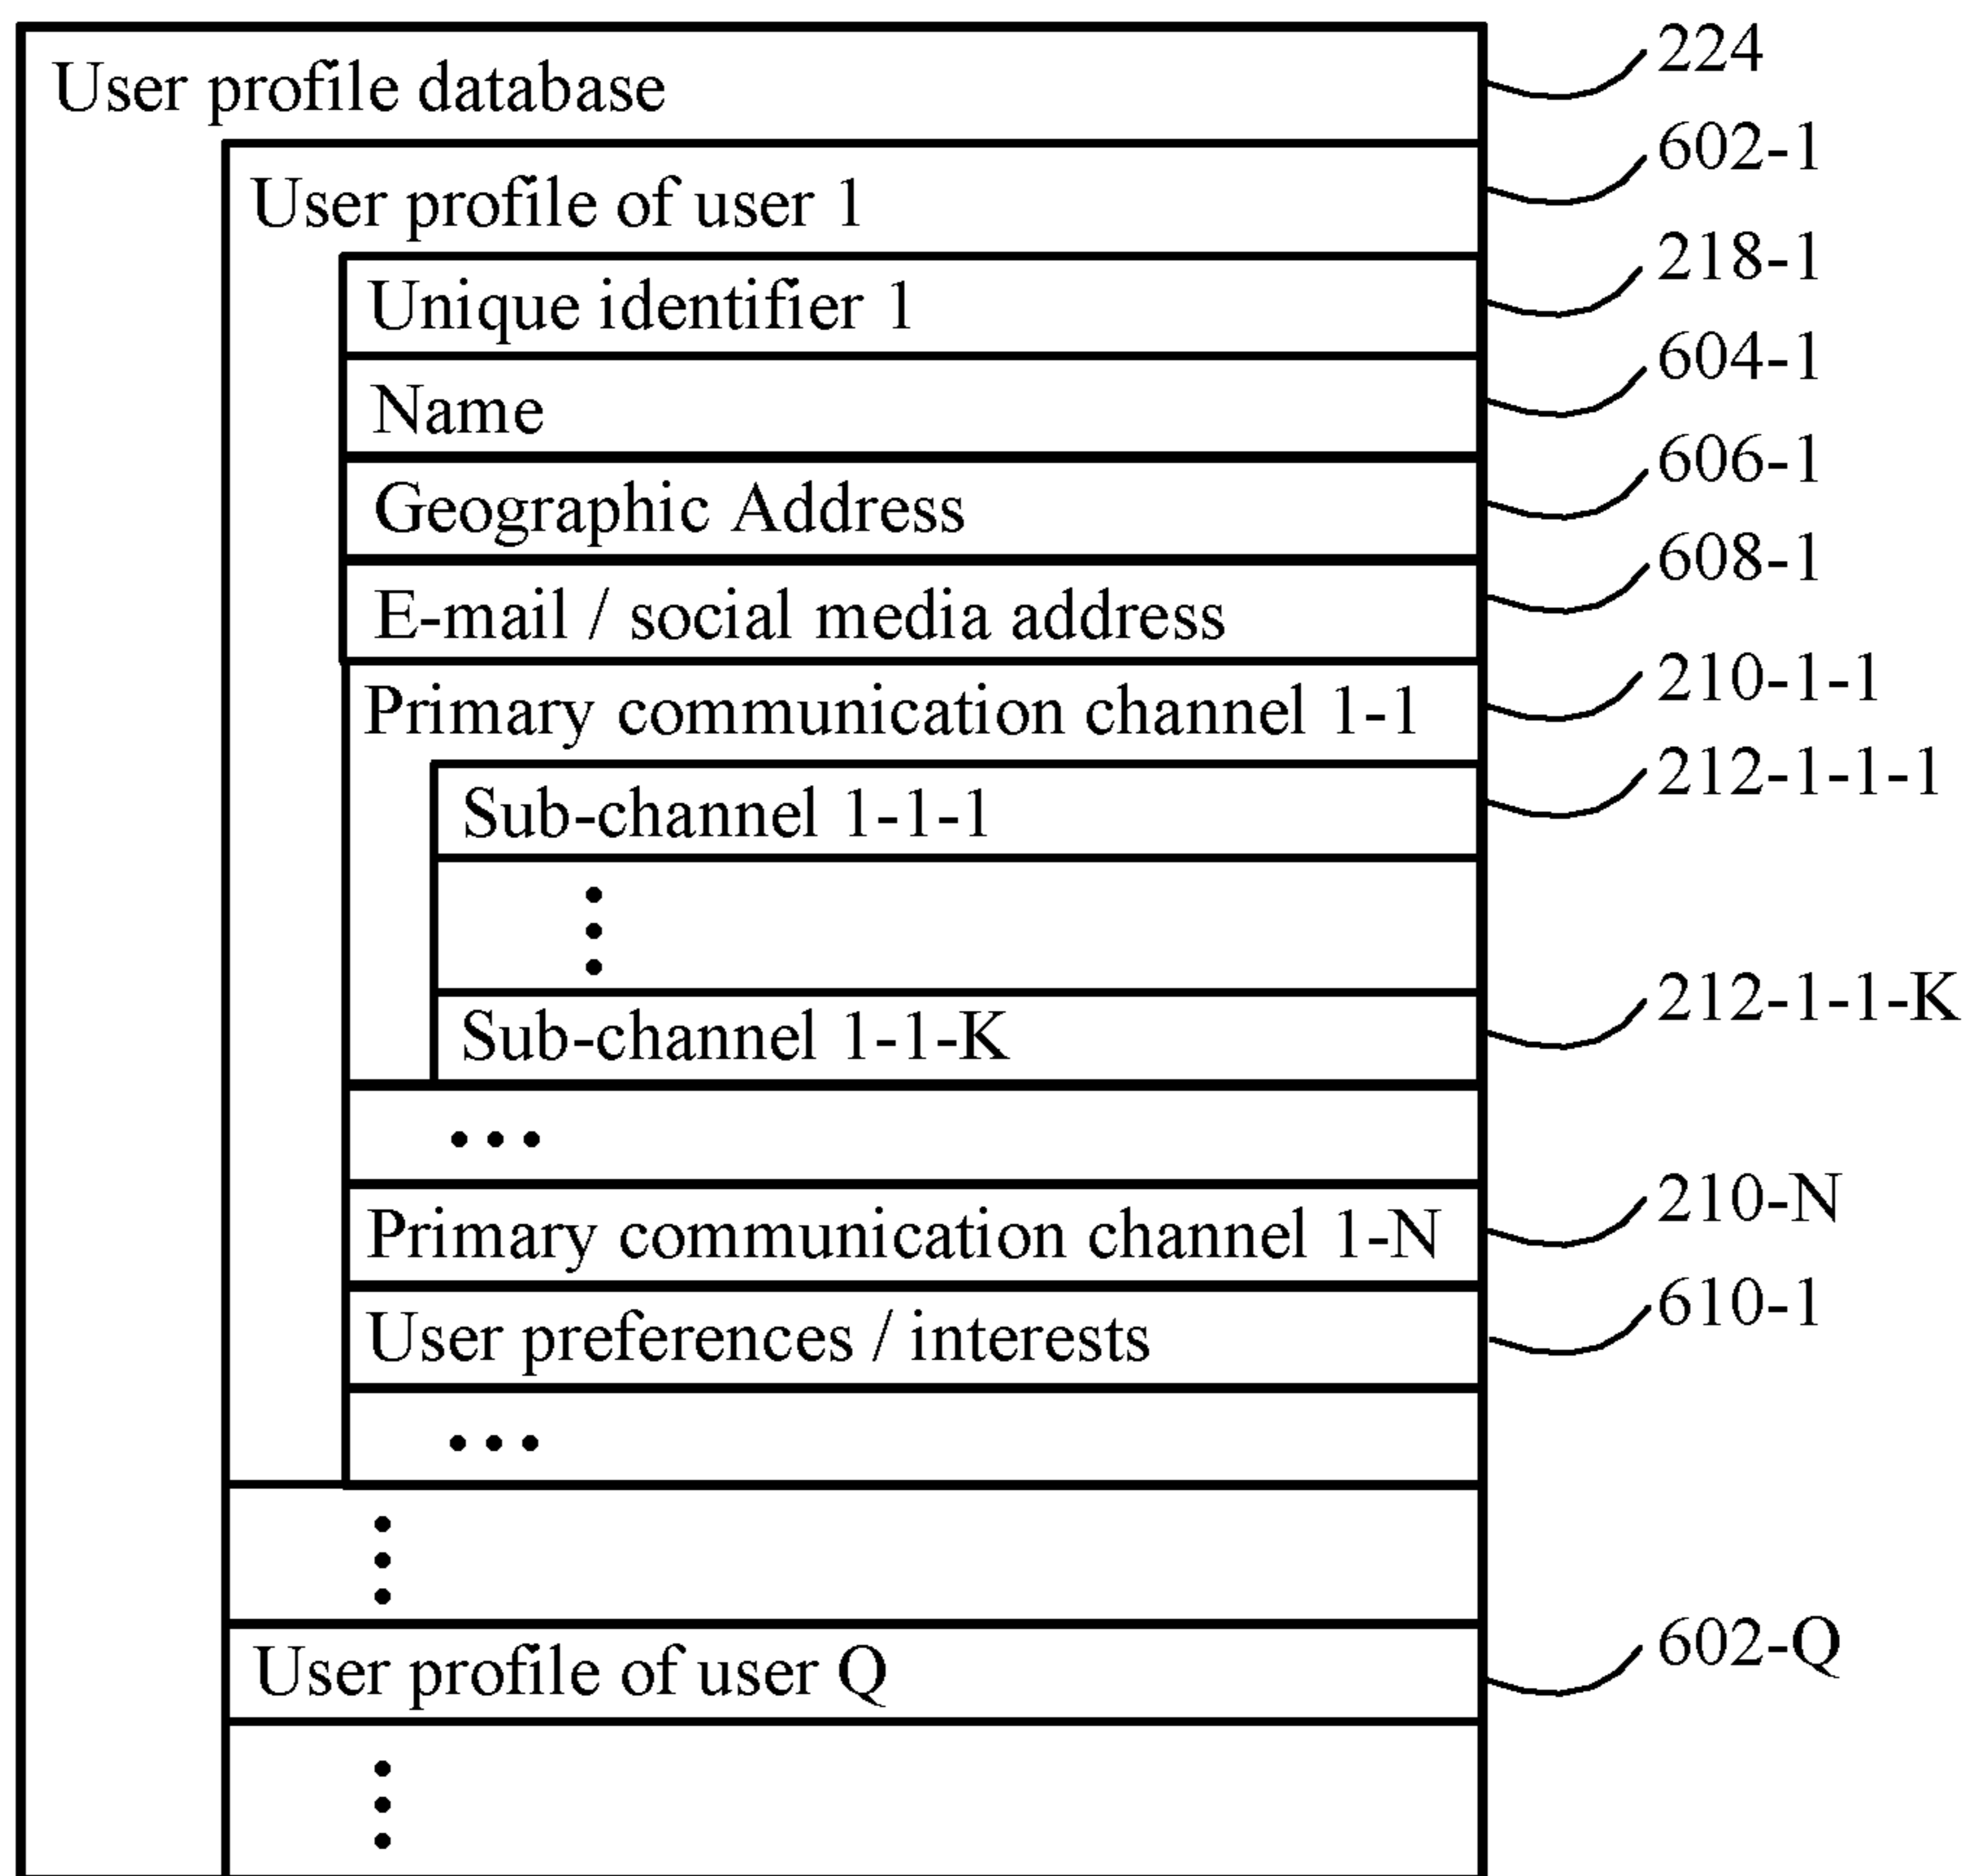 User profile database
224
User profile of user 1
602-1
Unique identifier 1
218-1
Name
604-1
Geographic Address
606-1
E-mail / social media address
608-1
Primary communication channel 1-1
210-1-1
Sub-channel 1-1-1
212-1-1-1
Sub-channel 1-1-K
212-1-1-K
Primary communication channel 1-N
210-N
User preferences / interests
610-1
User profile of user Q
602-Q